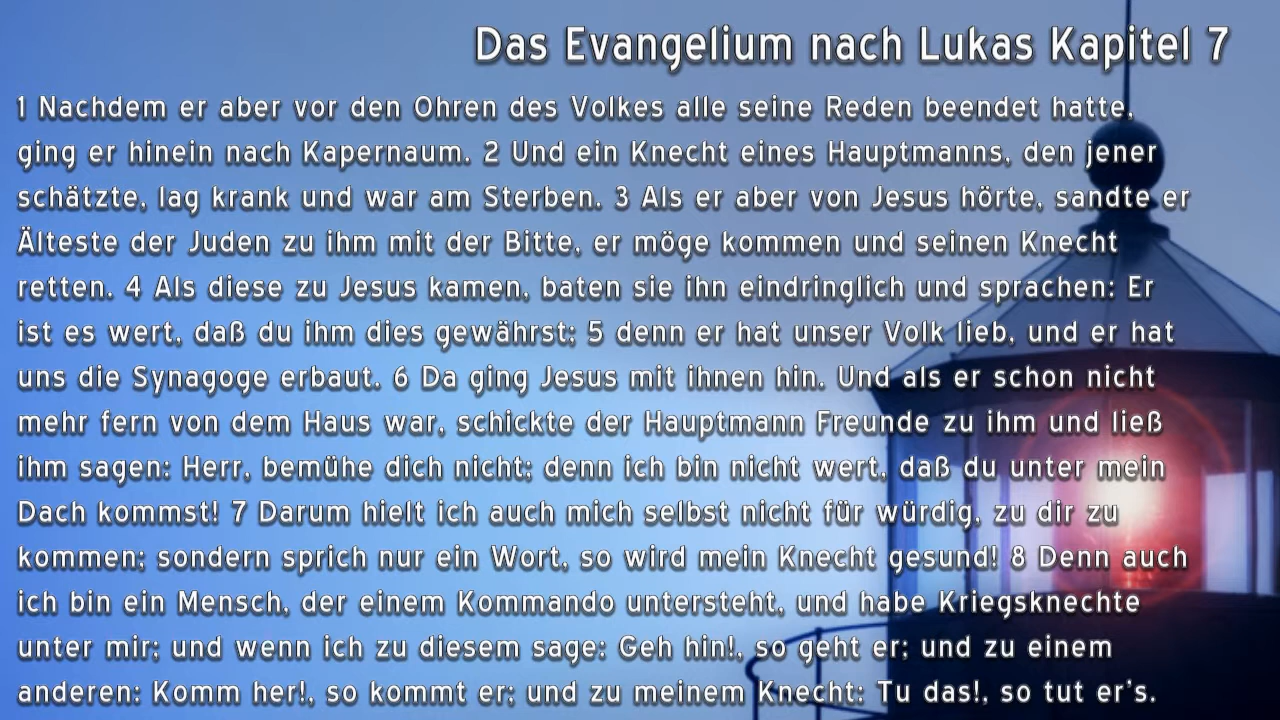 Das Evangelium nach Lukas Kapitel 7
1 Nachdem er aber vor den Ohren des Volkes alle seine Reden beendet hatte,
ging er hinein nach Kapernaum. 2 Und ein Knecht eines Hauptmanns, den jener
schätzte, lag krank und war am Sterben. 3 Als er aber von Jesus hörte, sandte er
Älteste der Juden zu ihm mit der Bitte, er möge kommen und seinen Knecht
retten. 4 Als diese zu Jesus kamen, baten sie ihn eindringlich und sprachen: Er
ist es wert, daß du ihm dies gewährst; 5 denn er hat unser Volk lieb, und er hat
uns die Synagoge erbaut. 6 Da ging Jesus mit ihnen hin. Und als er schon nicht
mehr fern von dem Haus war, schickte der Hauptmann Freunde zu ihm und ließ
ihm sagen: Herr, bemühe dich nicht; denn ich bin nicht wert, daß du unter mein
Dach kommst! 7 Darum hielt ich auch mich selbst nicht für würdig, zu dir zu
kommen; sondern sprich nur ein Wort, so wird mein Knecht gesund! 8 Denn auch
ich bin ein Mensch, der einem Kommando untersteht, und habe Kriegsknechte
unter mir; und wenn ich zu diesem sage: Geh hin!, so geht er; und zu einem
anderen: Komm her!, so kommt er; und zu meinem Knecht: Tu das!, so tut er's.